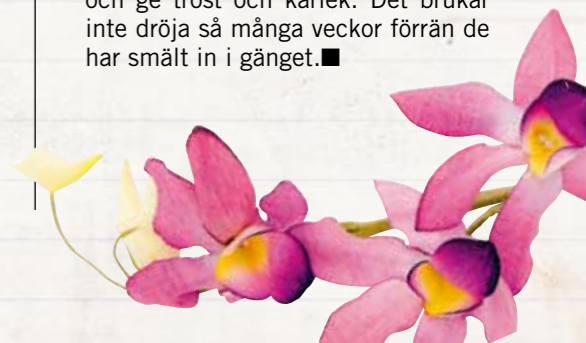 och ge tröst och kärlek. Det brukar
inte dröja så många veckor förrän de
har smält in i gänget.■